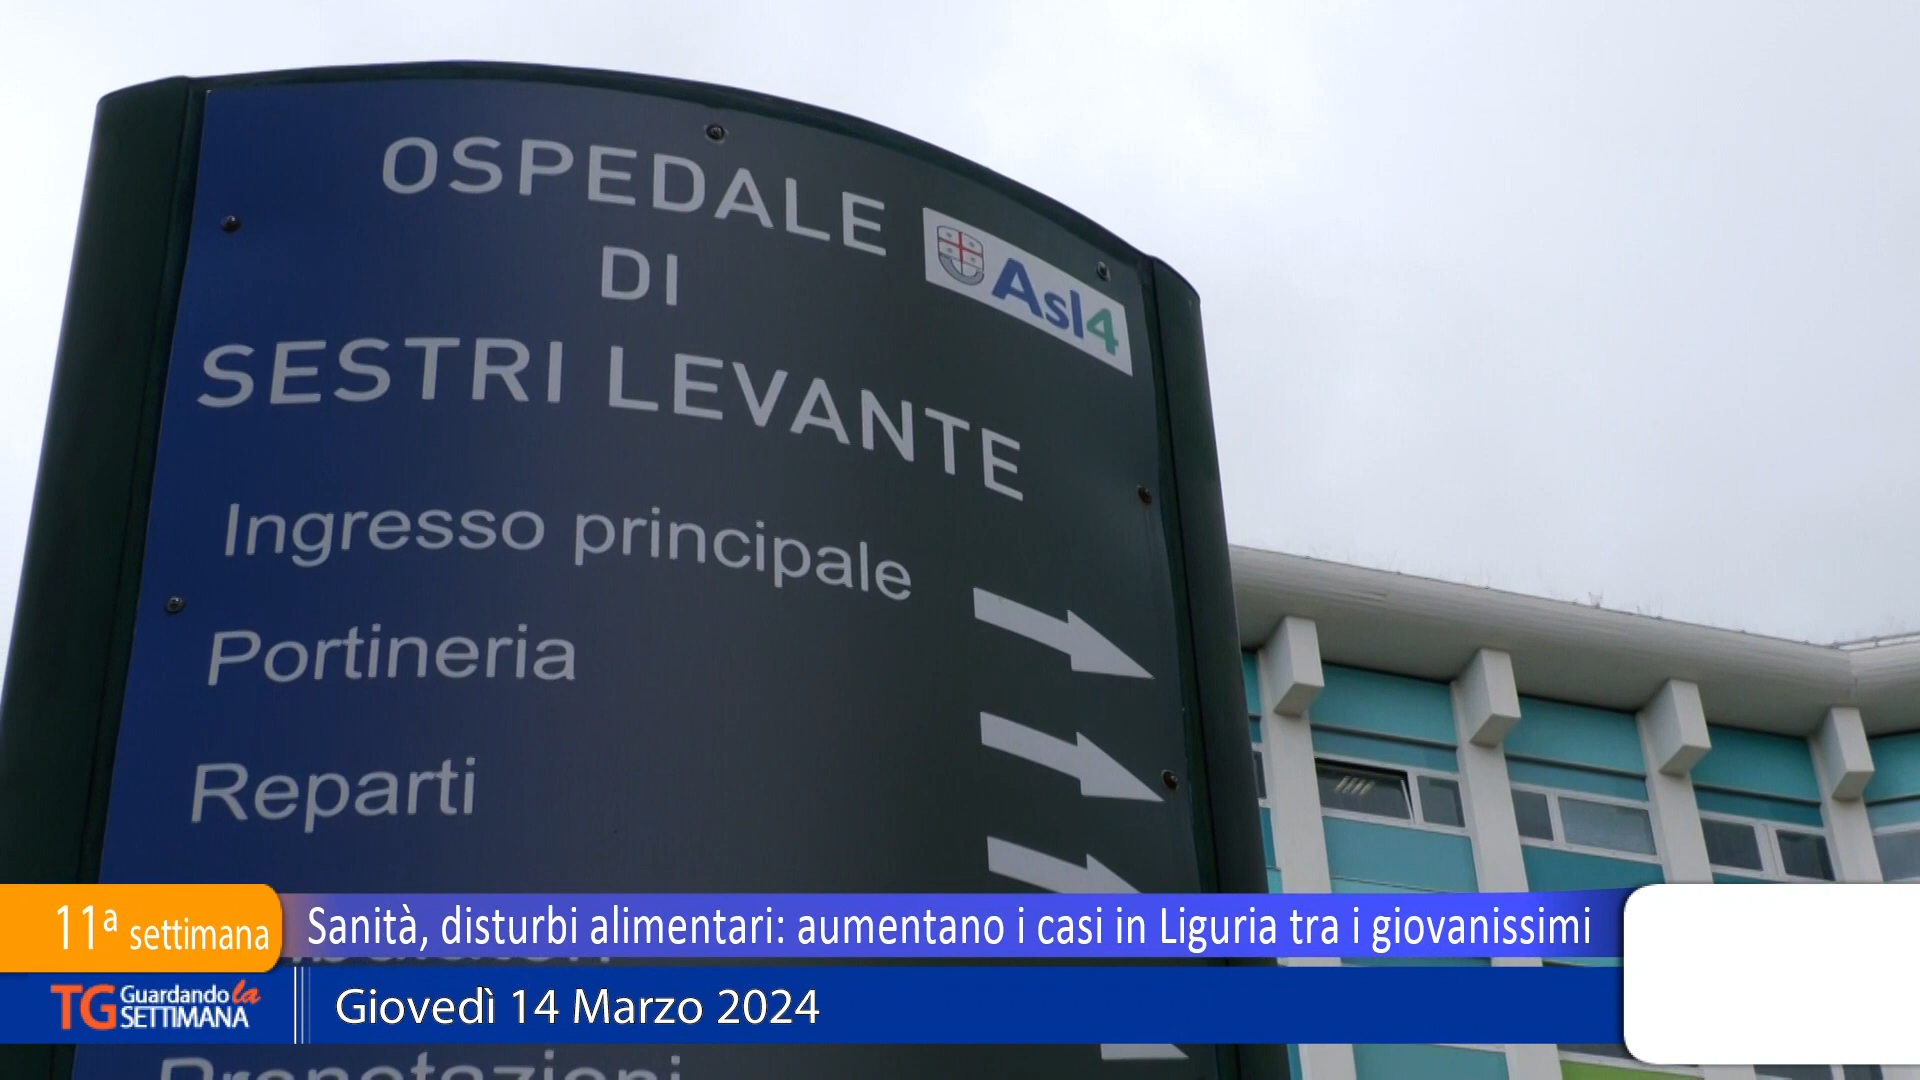 OSPEDALE
DI
SESTRI LEVANTE
Asl4
Ingresso principale
Portineria
Reparti
11ª settimana
Sanità, disturbi alimentari: aumentano i casi in Liguria tra i giovanissimi
TG Guardando la SETTIMANA
Giovedì 14 Marzo 2024
Prenotazioni